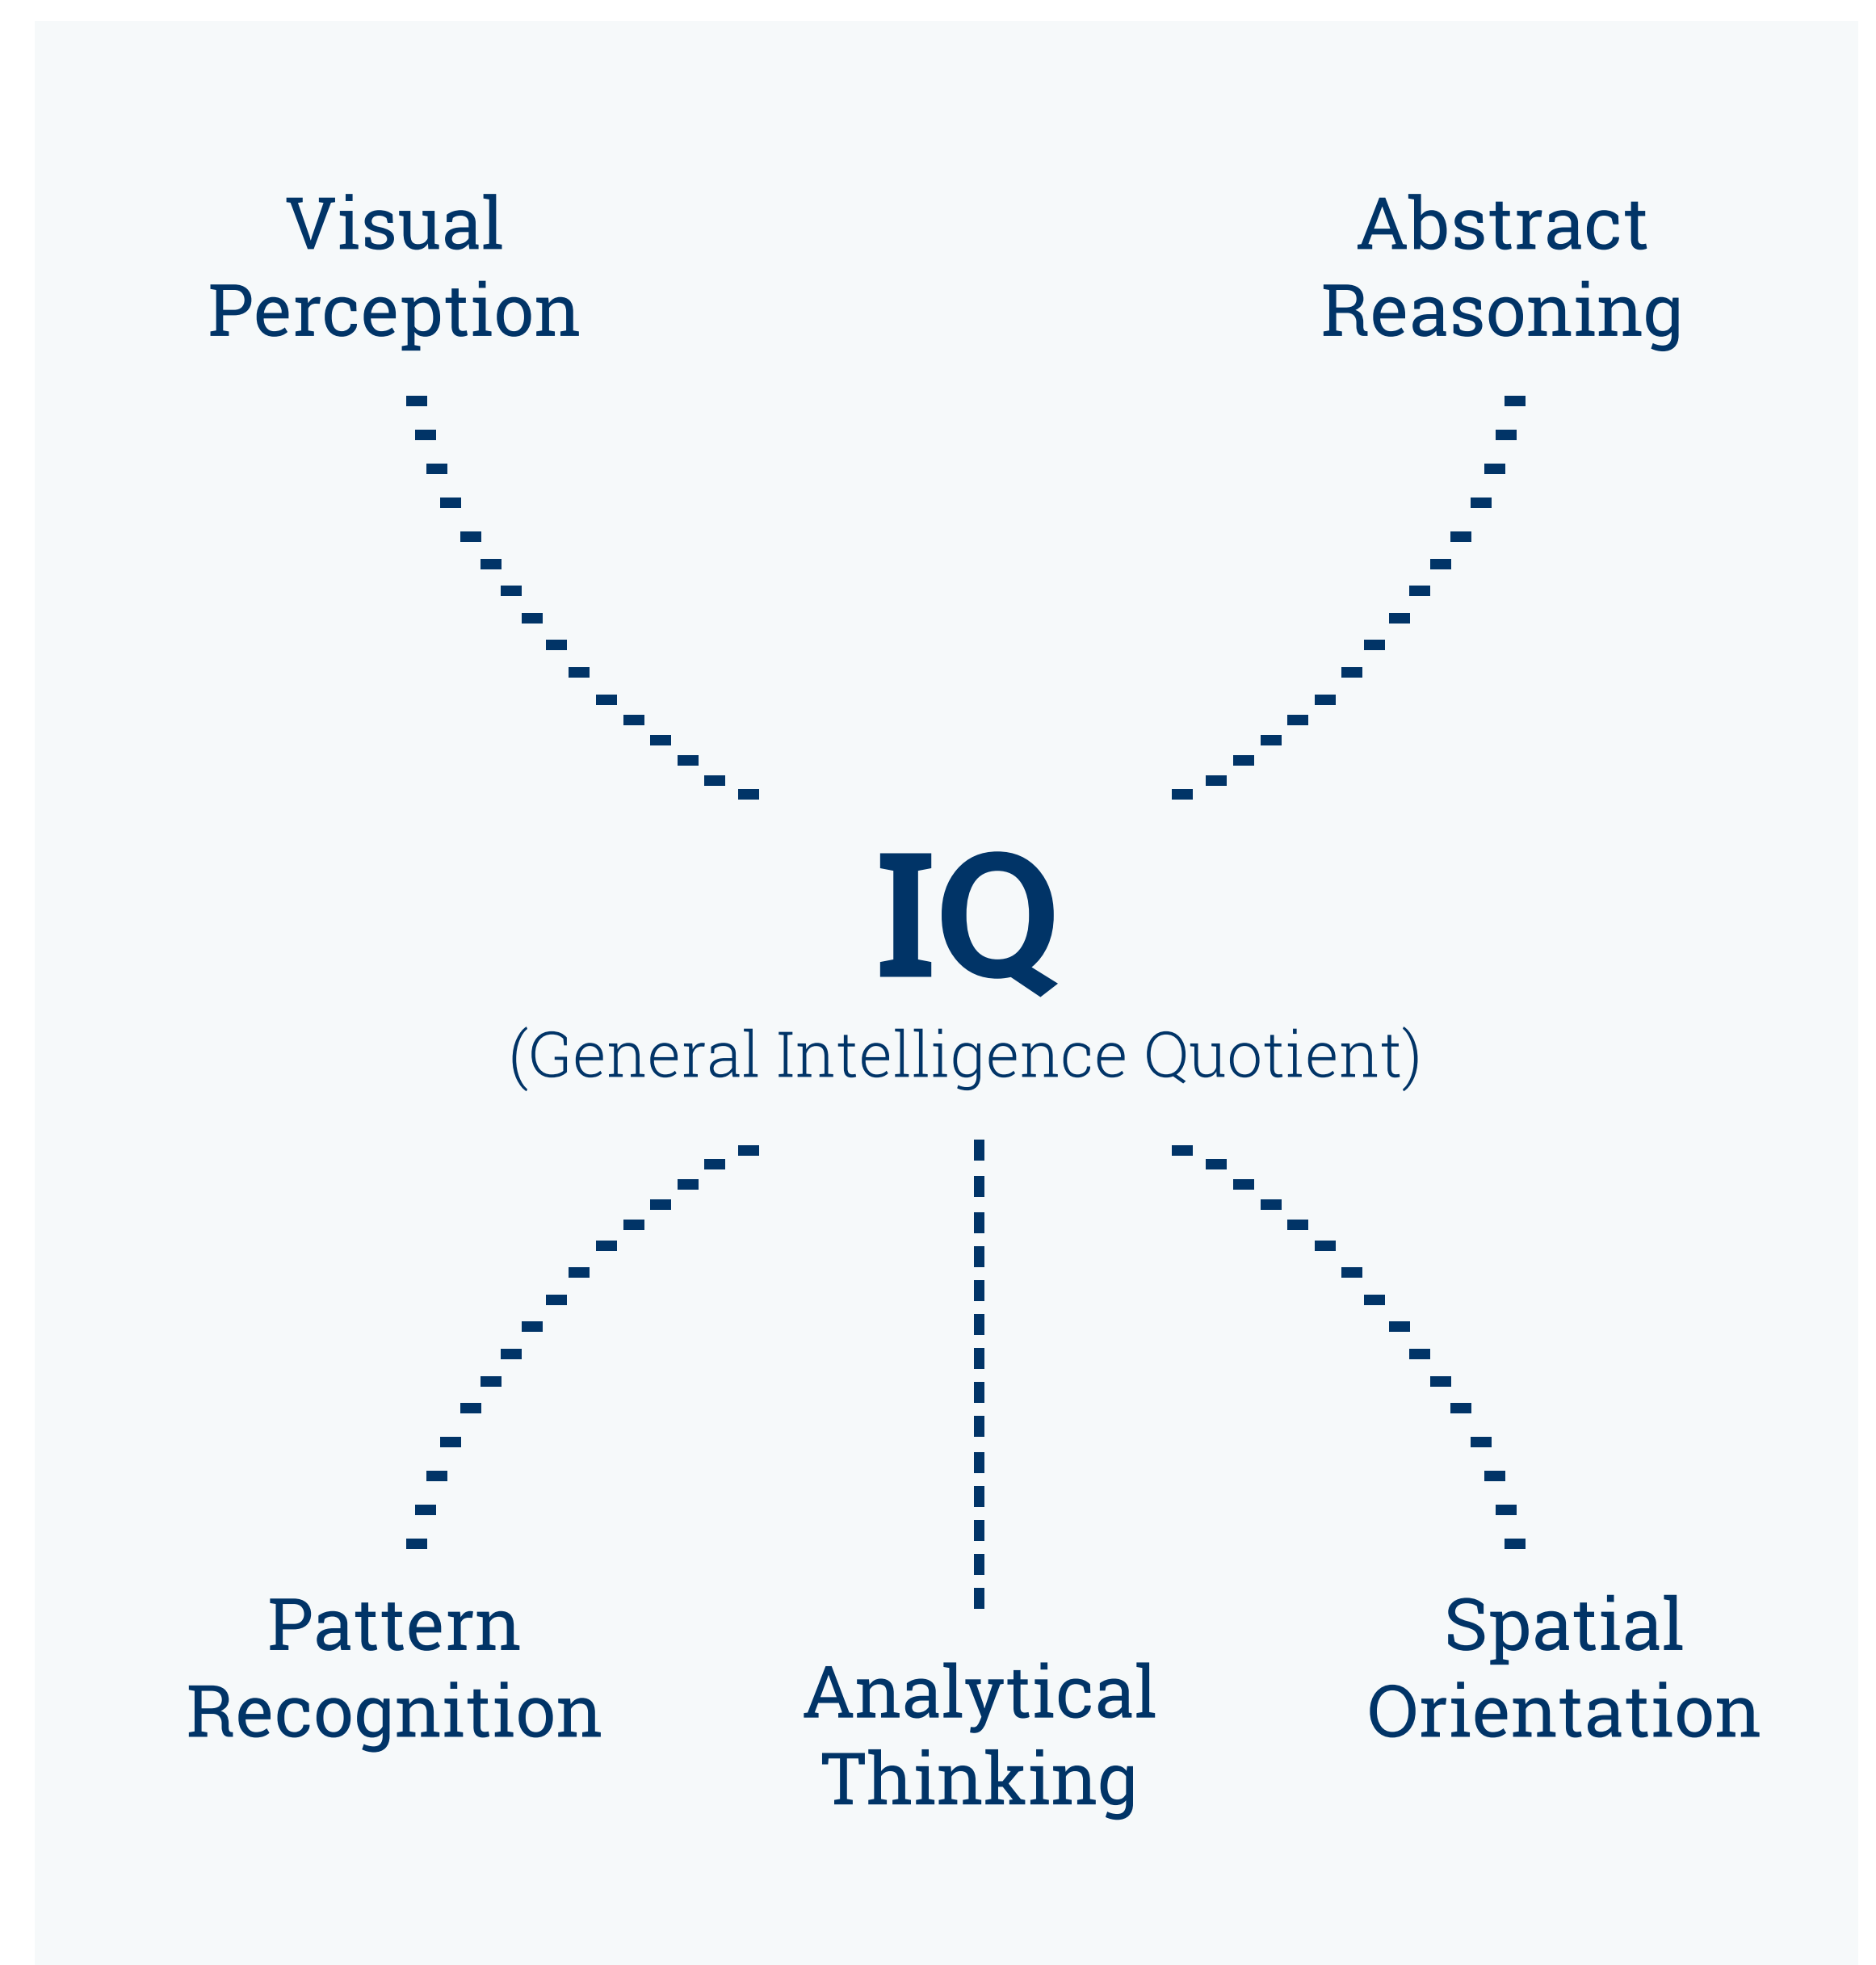 Visual
Perception
Abstract
Reasoning
IQ
(General Intelligence Quotient)
Pattern
Recognition
Analytical
Thinking
Spatial
Orientation